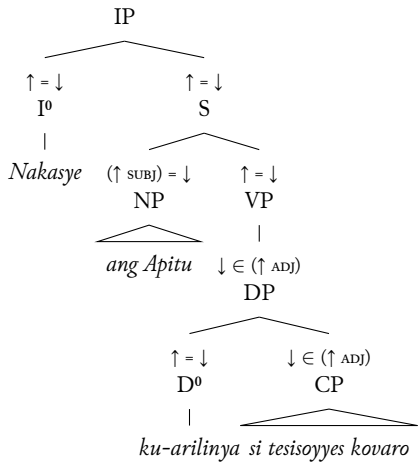 IP
↑ = ↓ ↑ = ↓
I⁰ S
Nakasye (↑ SUBJ) = ↓ ↑ = ↓
NP VP
ang Apitu ↓ ∈ (↑ ADJ)
DP
↑ = ↓ ↓ ∈ (↑ ADJ)
D⁰ CP
ku-arilinya si tesisoyyes kovaro